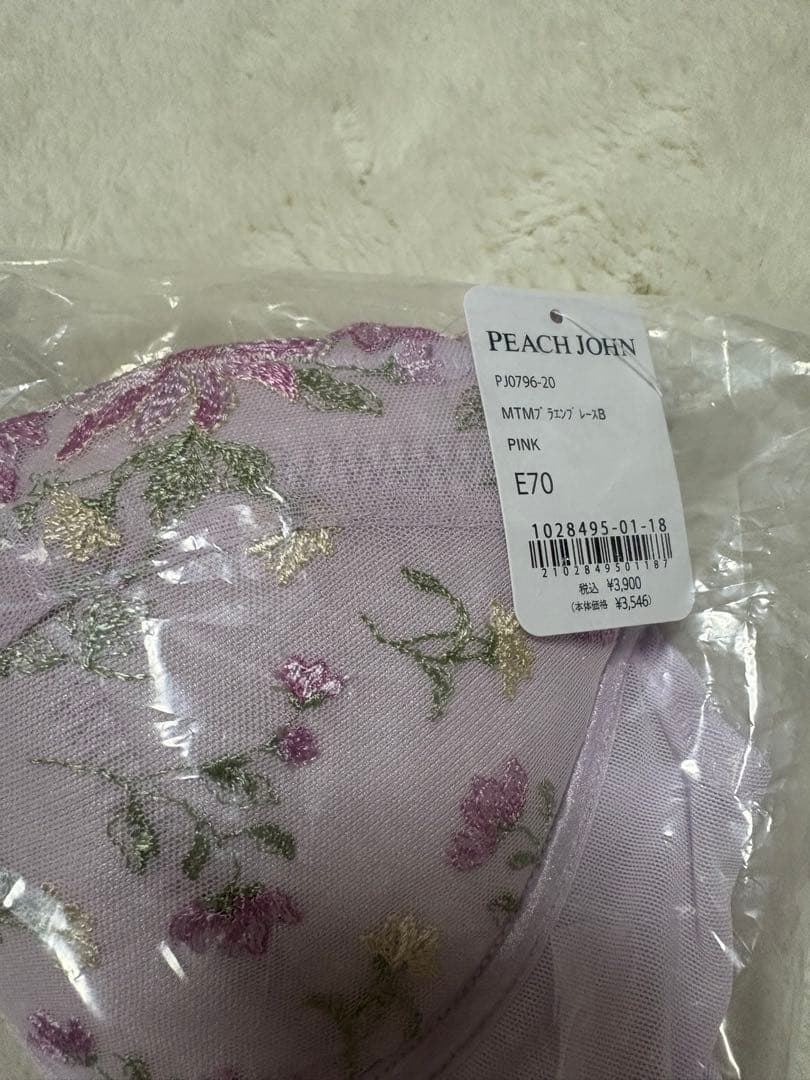 PEACH JOHN
PJ0796-20
MTMﾌﾞﾗｴﾝﾌﾞﾚｰｽB
PINK
E70
1028495-01-18
2102849501187
税込 ¥3,900
(本体価格 ¥3,546)